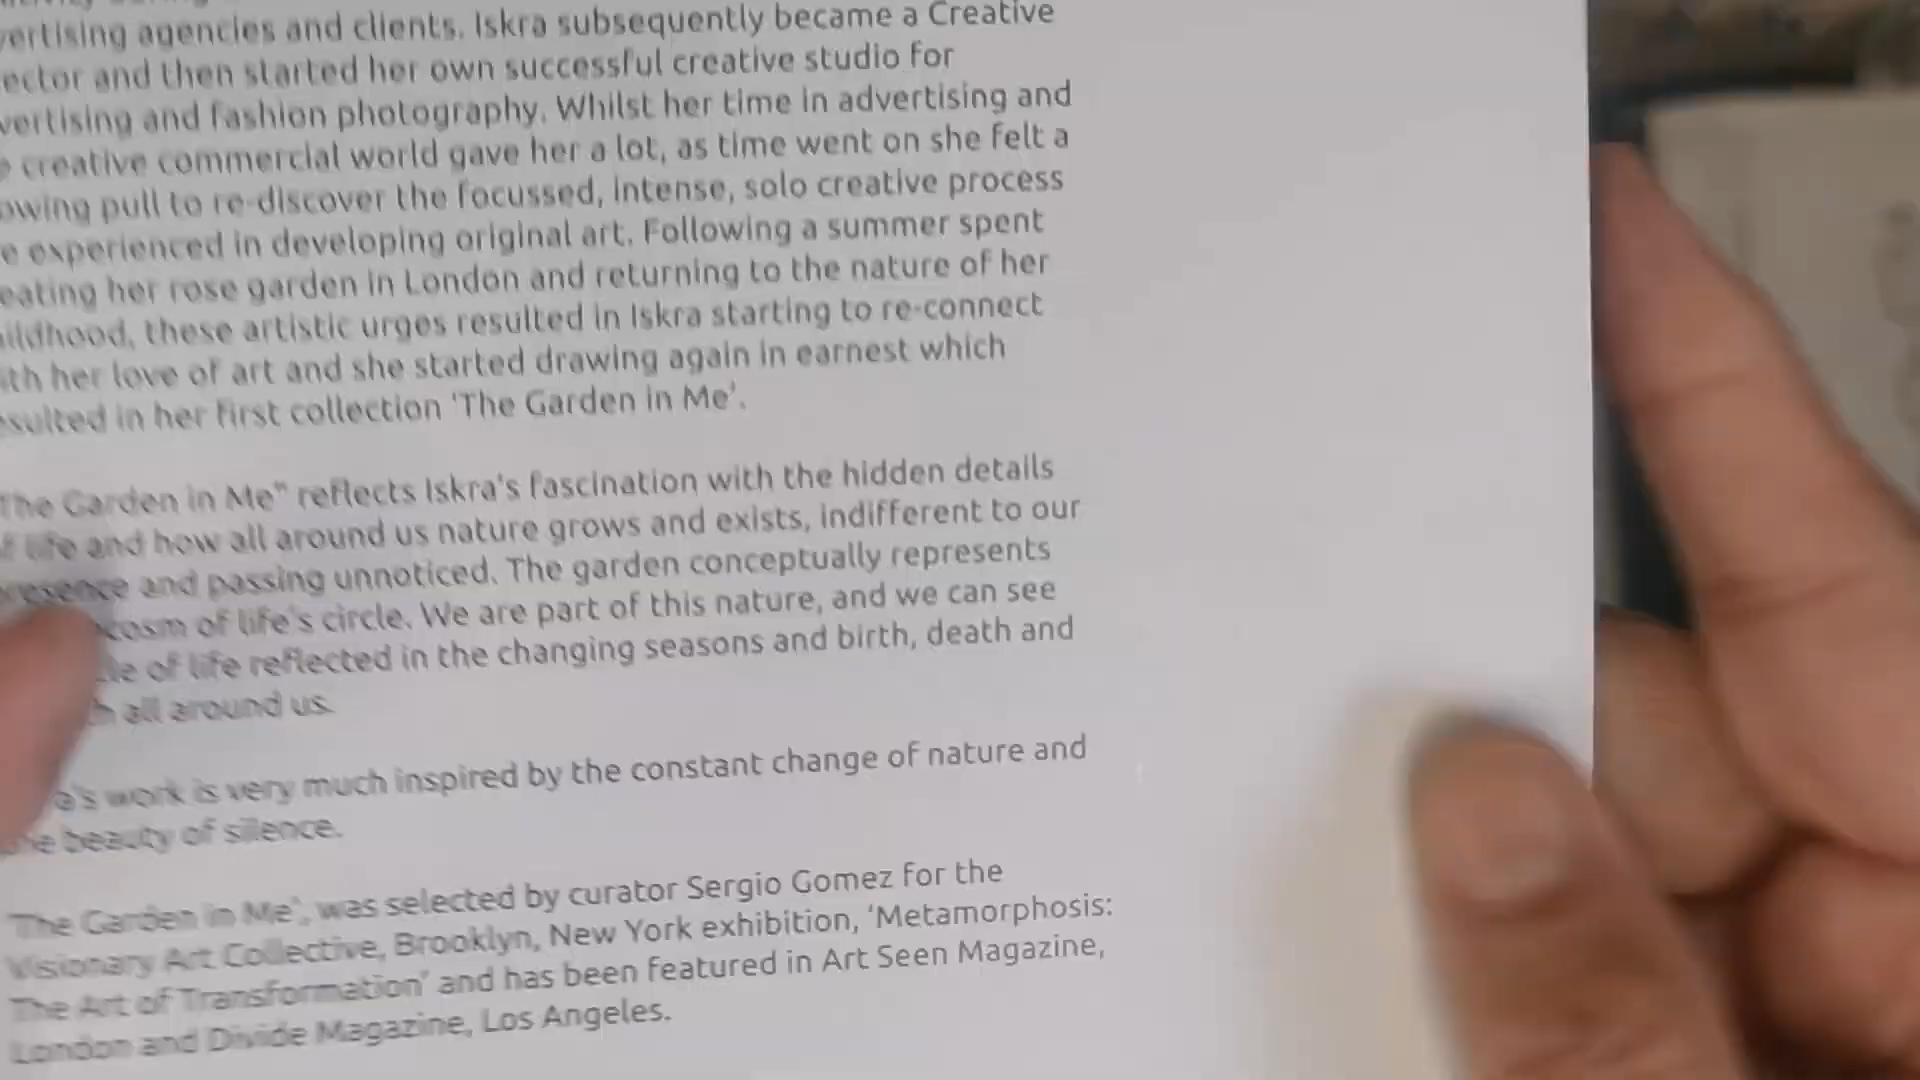 vertising agencies and clients. Iskra subsequently became a Creative
ector and then started her own successful creative studio for
vertising and fashion photography. Whilst her time in advertising and
e creative commercial world gave her a lot, as time went on she felt a
owing pull to re-discover the focussed, intense, solo creative process
e experienced in developing original art. Following a summer spent
eating her rose garden in London and returning to the nature of her
ildhood, these artistic urges resulted in Iskra starting to re-connect
ith her love of art and she started drawing again in earnest which
esulted in her first collection 'The Garden in Me'.
The Garden in Me" reflects Iskra's fascination with the hidden details
f life and how all around us nature grows and exists, indifferent to our
resence and passing unnoticed. The garden conceptually represents
cosm of life's circle. We are part of this nature, and we can see
le of life reflected in the changing seasons and birth, death and
h all around us.
a's work is very much inspired by the constant change of nature and
he beauty of silence.
'The Garden in Me', was selected by curator Sergio Gomez for the
Visionary Art Collective, Brooklyn, New York exhibition, 'Metamorphosis:
The Art of Transformation' and has been featured in Art Seen Magazine,
London and Divide Magazine, Los Angeles.